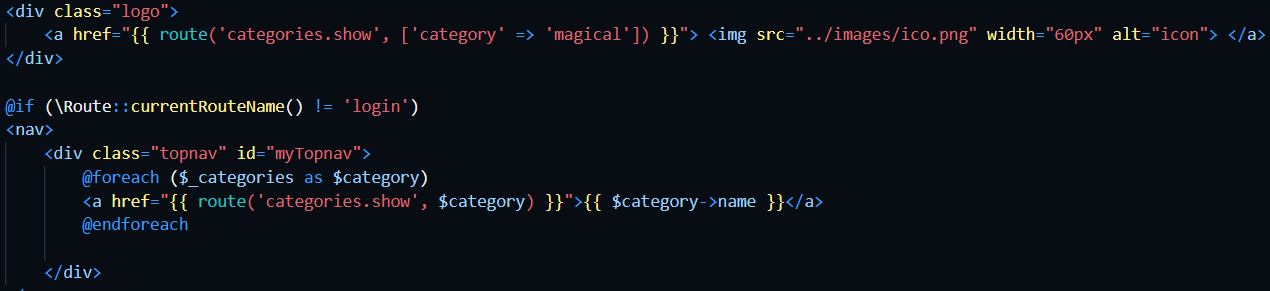 <div class="logo">
<a href="{{ route('categories.show', ['category' => 'magical']) }}"> <img src="../images/ico.png" width="60px" alt="icon"> </a>
</div>
@if (\Route::currentRouteName() != 'login')
<nav>
<div class="topnav" id="myTopnav">
@foreach ($_categories as $category)
<a href="{{ route('categories.show', $category) }}">{{ $category->name }}</a>
@endforeach
</div>